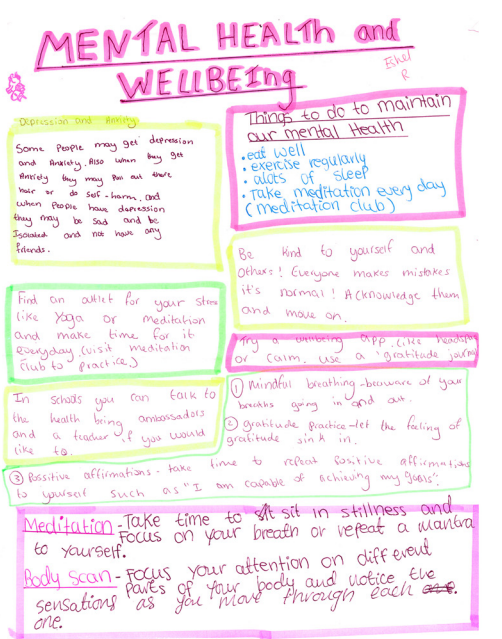 MENTAL HEALTH and
WELLBEIng
Eshel
R
Depression and Anxiety
Some People may get depression
and Anxiety. Also when they get
Anxiety they may Pull out there
hair or do self-harm, and
when People have depression
they may be Sad and be
Isolated and not have any
friends.
Things to do to maintain
our mental Health
• eat well
• exercise regularly
• alots of sleep
• Take meditation every day
(meditation club)
Be kind to yourself and
others! Everyone makes mistakes
it's normal! Acknowledge them
and move on.
Find an outlet for your stress
like Yoga or meditation
and make time for it
everyday (visit meditation
club to practice)
Try a wellbeing app, like headspace
or calm, use a 'gratitude journal
In schools you can talk to
the health being ambassadors
and a teacher if you would
like to.
① Mindful breathing - beware of your
breaths going in and out.
② gratitude practice - let the feeling of
gratitude sink in.
③ Possitive affirmations - take time to repeat Positive affirmations
to yourself such as "I am capable of achieving my goals".
Meditation - Take time to sit in stillness and
Focus on your breath or repeat a mantra
to yourself.
Body Scan - Focus your attention on different
parts of your body and notice the
sensations as you move through each
one.